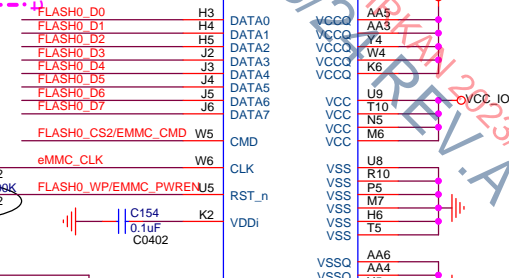 FLASH0_D0 H3 DATA0 VCCQ AA5
FLASH0_D1 H4 DATA1 VCCQ AA3
FLASH0_D2 H5 DATA2 VCCQ Y4
FLASH0_D3 J2 DATA3 VCCQ W4
FLASH0_D4 J3 DATA4 VCCQ K6
FLASH0_D5 J4 DATA5
FLASH0_D6 J5 DATA6 VCC U9 VCC_IO
FLASH0_D7 J6 DATA7 VCC T10
VCC N5
FLASH0_CS2/EMMC_CMD W5 CMD VCC M6
eMMC_CLK W6 CLK VSS U8
VSS R10
FLASH0_WP/EMMC_PWREN U5 RST_n VSS P5
VSS M7
C154 K2 VDDi VSS H6
0.1uF VSS T5
C0402
VSSQ AA6
VSSQ AA4
RKAN 2023
24 REV.A